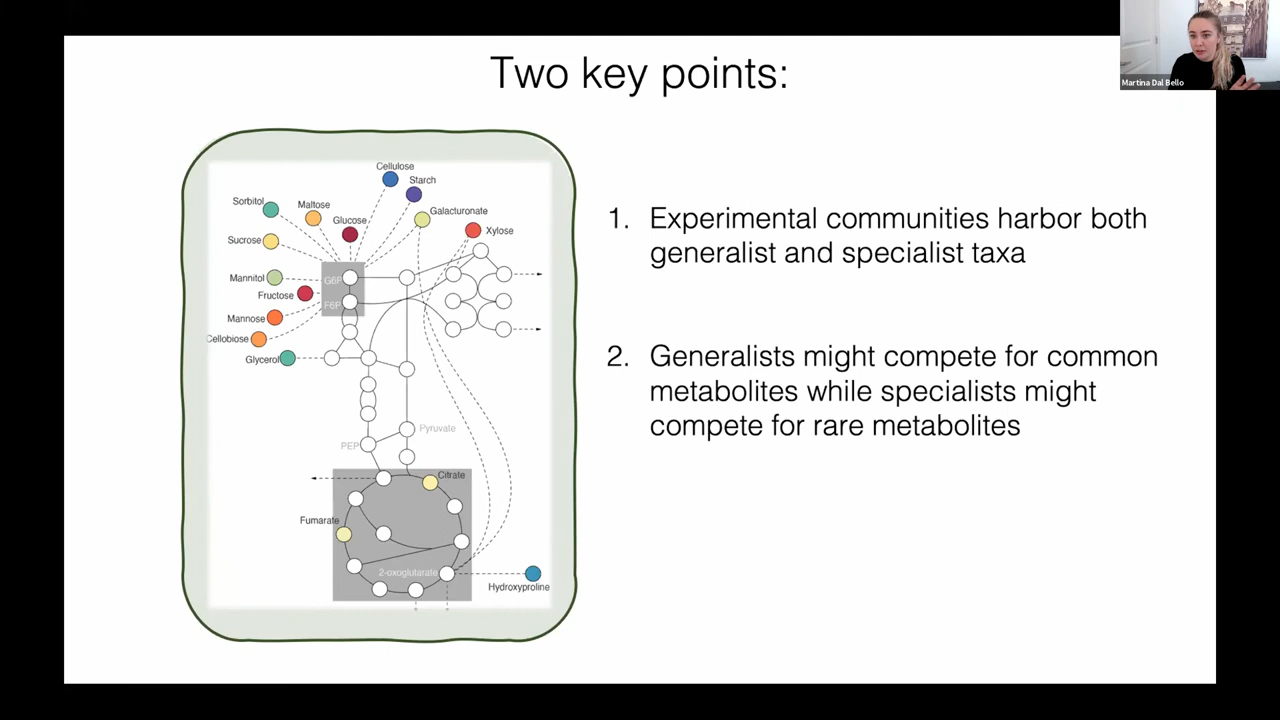 Martina Dal Bello
Two key points:
Cellulose
Starch
Sorbitol
Maltose
Glucose
Galacturonate
Xylose
Sucrose
Mannitol
G6P
Fructose
F6P
Mannose
Cellobiose
Glycerol
Pyruvate
PEP
Citrate
Fumarate
2-oxoglutarate
Hydroxyproline
1. Experimental communities harbor both
generalist and specialist taxa
2. Generalists might compete for common
metabolites while specialists might
compete for rare metabolites